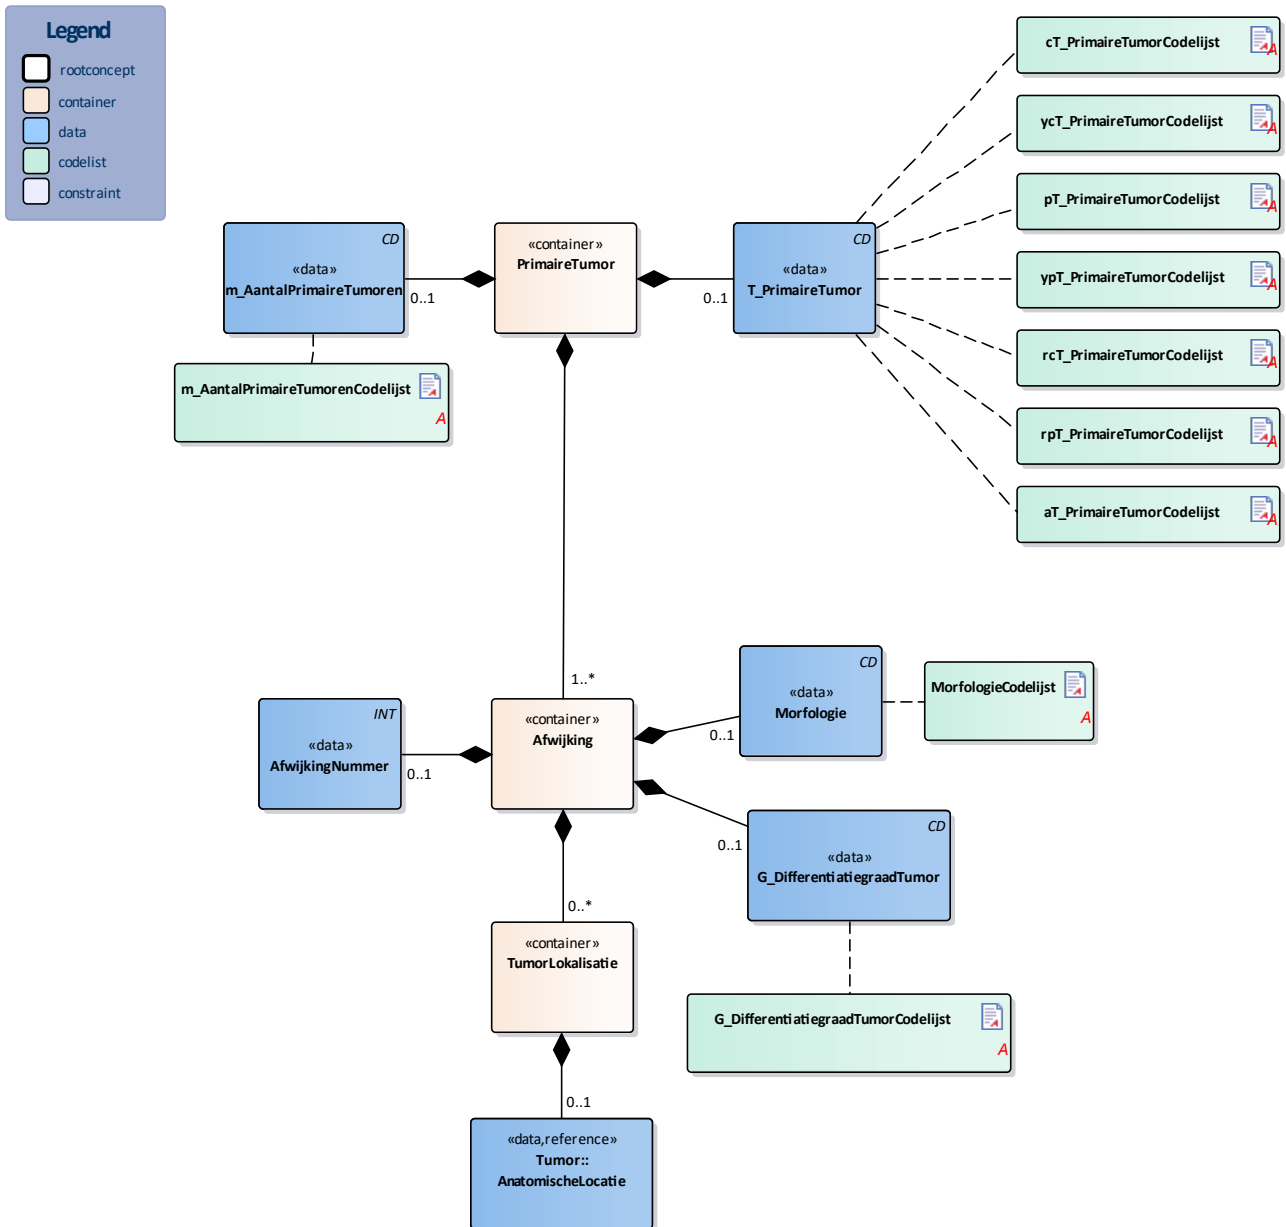 Legend
rootconcept
container
data
codelist
constraint
cT_PrimaireTumorCodelijst
A
ycT_PrimaireTumorCodelijst
A
pT_PrimaireTumorCodelijst
A
ypT_PrimaireTumorCodelijst
A
rcT_PrimaireTumorCodelijst
A
rpT_PrimaireTumorCodelijst
A
aT_PrimaireTumorCodelijst
A
CD
«data»
m_AantalPrimaireTumoren
0..1
«container»
PrimaireTumor
0..1
CD
«data»
T_PrimaireTumor
m_AantalPrimaireTumorenCodelijst
A
1..*
INT
«data»
AfwijkingNummer
0..1
«container»
Afwijking
0..1
CD
«data»
Morfologie
MorfologieCodelijst
A
0..1
CD
«data»
G_DifferentiatiegraadTumor
0..*
«container»
TumorLokalisatie
G_DifferentiatiegraadTumorCodelijst
A
0..1
«data,reference»
Tumor::
AnatomischeLocatie